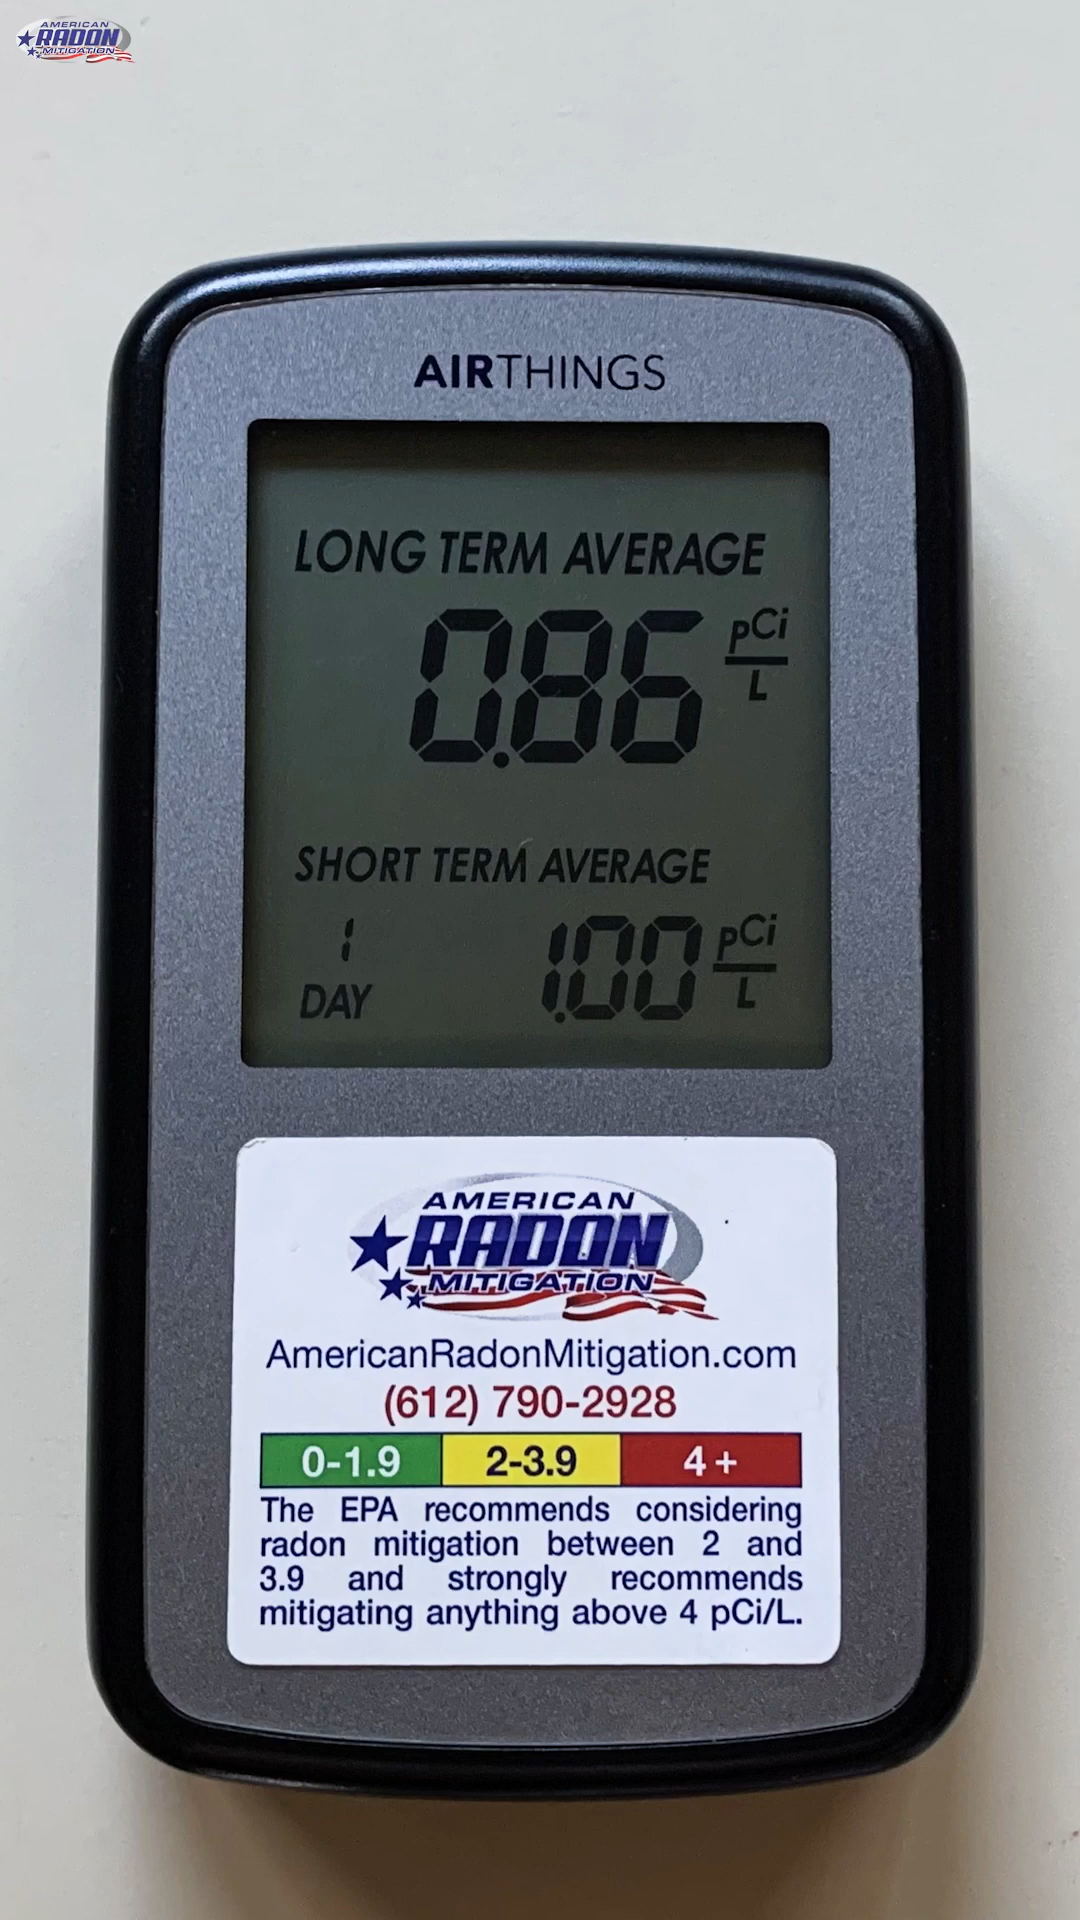 AMERICAN
RADON
MITIGATION
AIRTHINGS
LONG TERM AVERAGE
0.86 pCi/L
SHORT TERM AVERAGE
1 DAY 1.00 pCi/L
AMERICAN
RADON
MITIGATION
AmericanRadonMitigation.com
(612) 790-2928
0-1.9 2-3.9 4+
The EPA recommends considering
radon mitigation between 2 and
3.9 and strongly recommends
mitigating anything above 4 pCi/L.